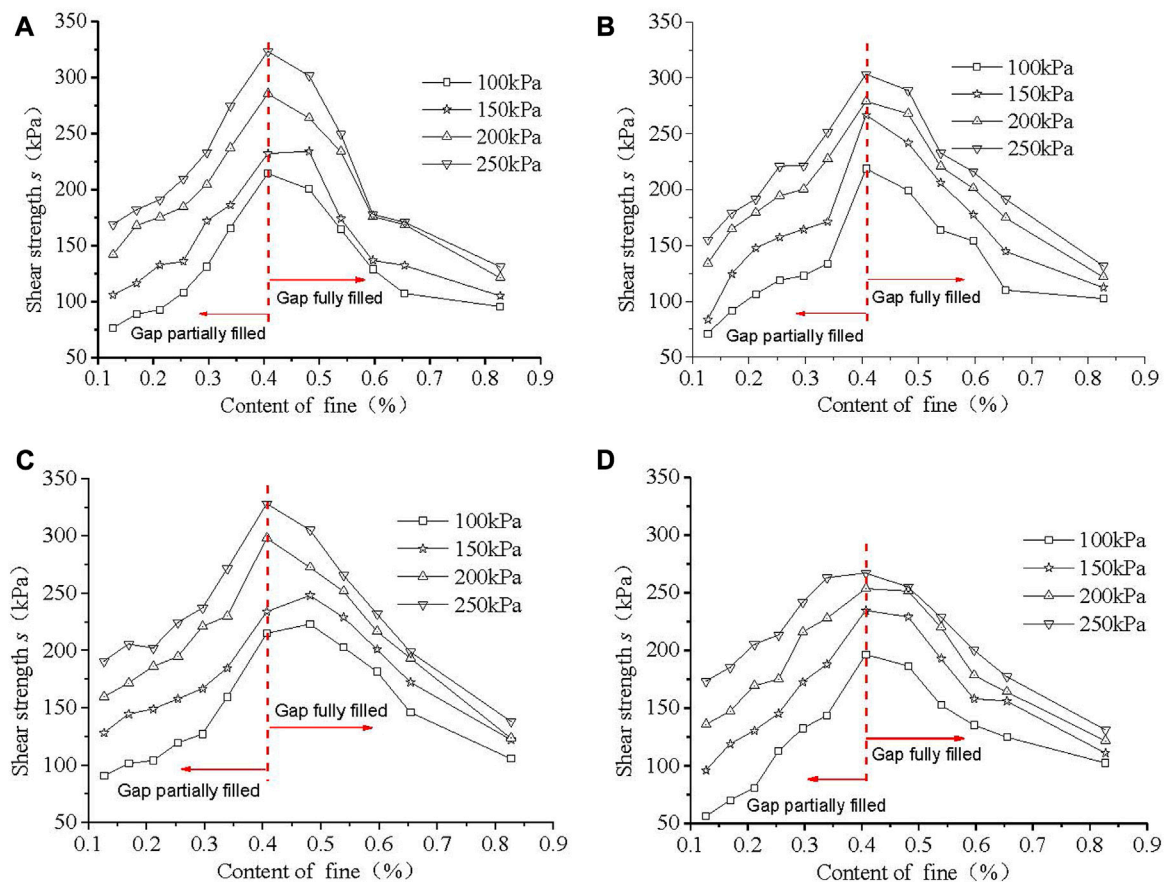 A
350
300
250
200
150
100
50
Shear strength s (kPa)
100kPa
150kPa
200kPa
250kPa
Gap fully filled
Gap partially filled
0.1 0.2 0.3 0.4 0.5 0.6 0.7 0.8 0.9
Content of fine (%)
B
350
300
250
200
150
100
50
Shear strength s (kPa)
100kPa
150kPa
200kPa
250kPa
Gap fully filled
Gap partially filled
0.1 0.2 0.3 0.4 0.5 0.6 0.7 0.8 0.9
Content of fine (%)
C
350
300
250
200
150
100
50
Shear strength s (kPa)
100kPa
150kPa
200kPa
250kPa
Gap fully filled
Gap partially filled
0.1 0.2 0.3 0.4 0.5 0.6 0.7 0.8 0.9
Content of fine (%)
D
350
300
250
200
150
100
50
Shear strength s (kPa)
100kPa
150kPa
200kPa
250kPa
Gap fully filled
Gap partially filled
0.1 0.2 0.3 0.4 0.5 0.6 0.7 0.8 0.9
Content of fine (%)